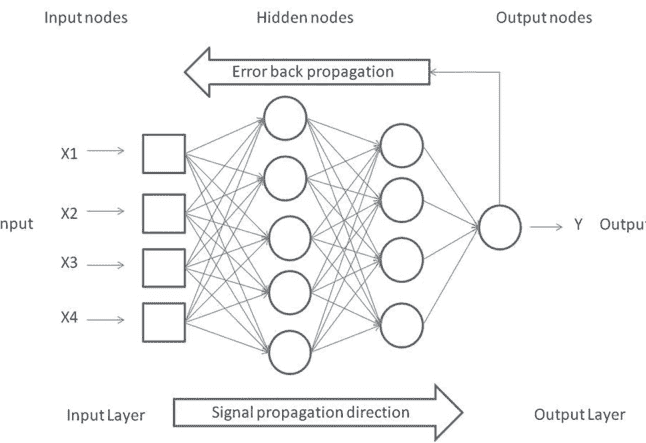 Input nodes
Hidden nodes
Output nodes
Error back propagation
X1
X2
nput
Y Outpu
X3
X4
Input Layer
Signal propagation direction
Output Layer